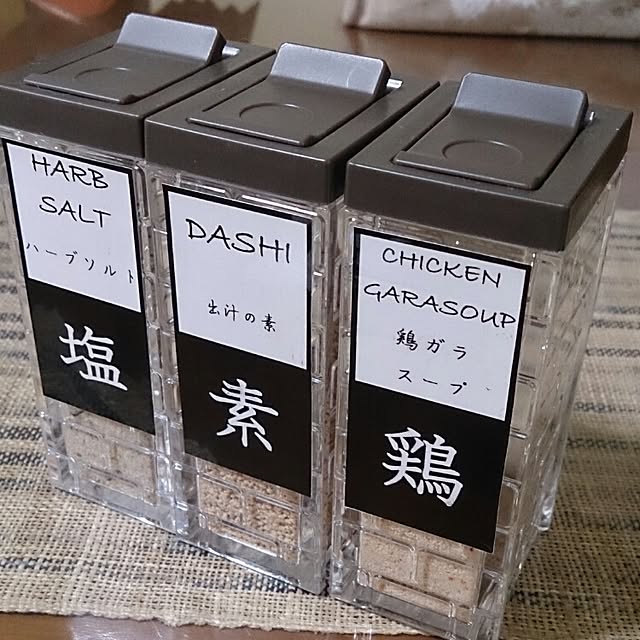 HARB
SALT
ハーブソルト
塩
DASHI
出汁の素
素
CHICKEN
GARASOUP
鶏ガラ
スープ
鶏